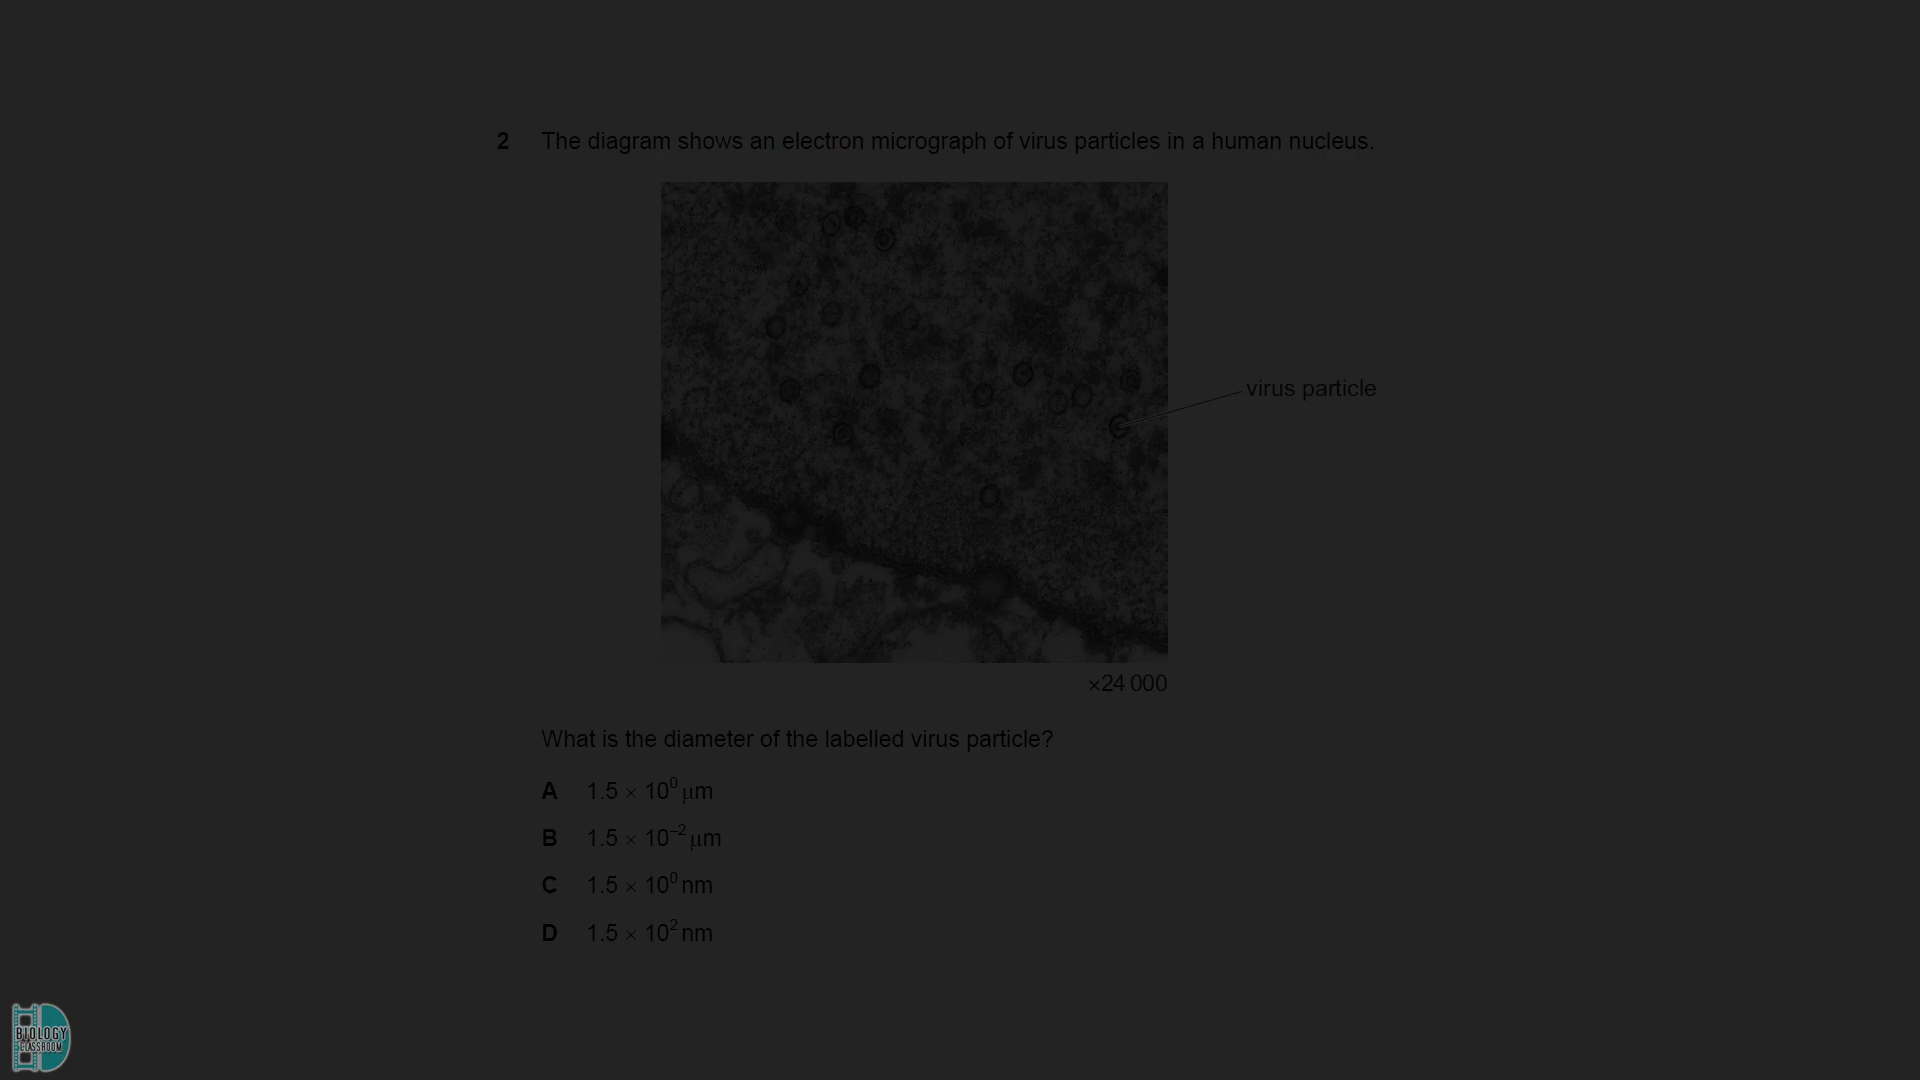 2 The diagram shows an electron micrograph of virus particles in a human nucleus.
virus particle
×24 000
What is the diameter of the labelled virus particle?
A 1.5 × 10⁰ μm
B 1.5 × 10⁻² μm
C 1.5 × 10⁰ nm
D 1.5 × 10² nm
BIOLOGY
CLASSROOM